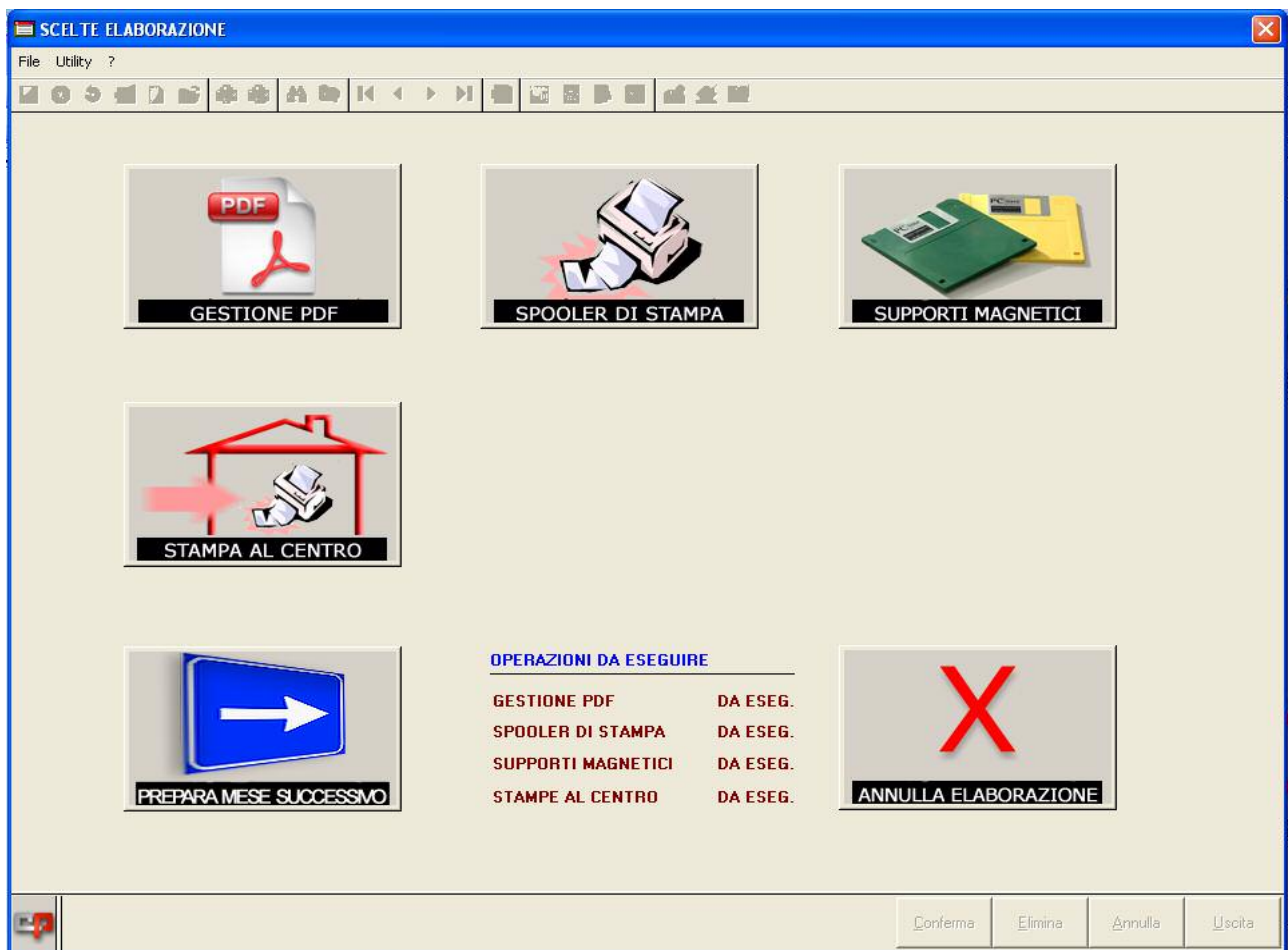 SCELTE ELABORAZIONE
File Utility ?
PDF
GESTIONE PDF
SPOOLER DI STAMPA
PC
SUPPORTI MAGNETICI
STAMPA AL CENTRO
PREPARA MESE SUCCESSIVO
OPERAZIONI DA ESEGUIRE
GESTIONE PDF DA ESEG.
SPOOLER DI STAMPA DA ESEG.
SUPPORTI MAGNETICI DA ESEG.
STAMPE AL CENTRO DA ESEG.
X
ANNULLA ELABORAZIONE
Conferma Elimina Annulla Uscita